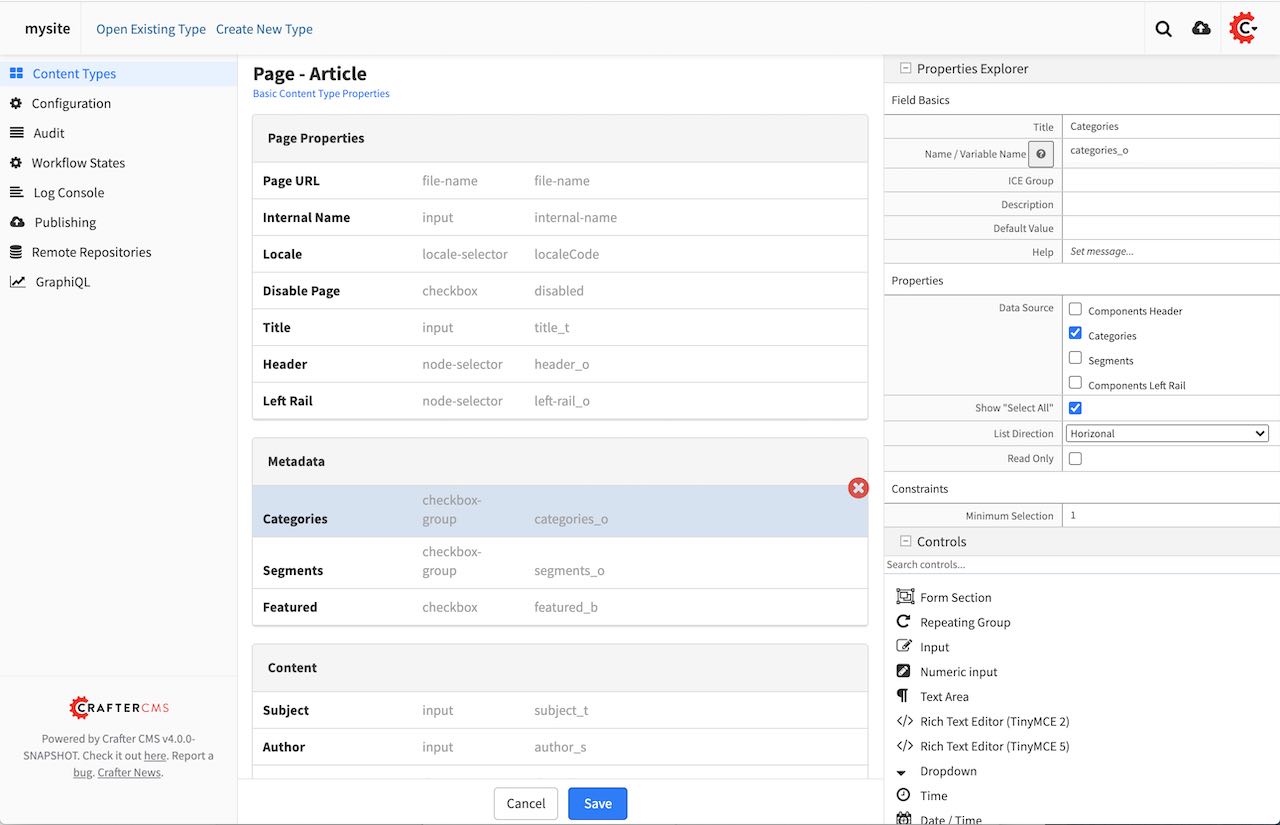 mysite
Open Existing Type
Create New Type
Content Types
Configuration
Audit
Workflow States
Log Console
Publishing
Remote Repositories
GraphiQL
CRAFTERCMS
Powered by Crafter CMS v4.0.0-
SNAPSHOT. Check it out here. Report a
bug. Crafter News.
Page - Article
Basic Content Type Properties
Page Properties
Page URL file-name file-name
Internal Name input internal-name
Locale locale-selector localeCode
Disable Page checkbox disabled
Title input title_t
Header node-selector header_o
Left Rail node-selector left-rail_o
Metadata
checkbox-
Categories group categories_o
checkbox-
Segments group segments_o
Featured checkbox featured_b
Content
Subject input subject_t
Author input author_s
Cancel
Save
Properties Explorer
Field Basics
Title Categories
Name / Variable Name ? categories_o
ICE Group
Description
Default Value
Help Set message...
Properties
Data Source Components Header
Categories
Segments
Components Left Rail
Show "Select All"
List Direction Horizonal
Read Only
Constraints
Minimum Selection 1
Controls
Search controls...
Form Section
Repeating Group
Input
Numeric input
Text Area
Rich Text Editor (TinyMCE 2)
Rich Text Editor (TinyMCE 5)
Dropdown
Time
Date / Time